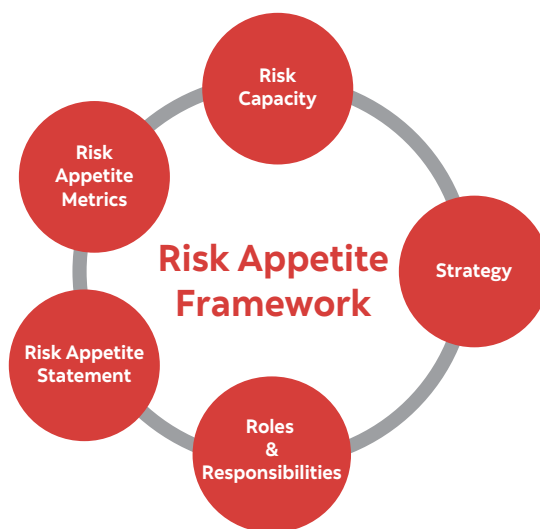 Risk
Capacity
Risk
Appetite
Metrics
Risk Appetite
Framework
Strategy
Risk Appetite
Statement
Roles
&
Responsibilities